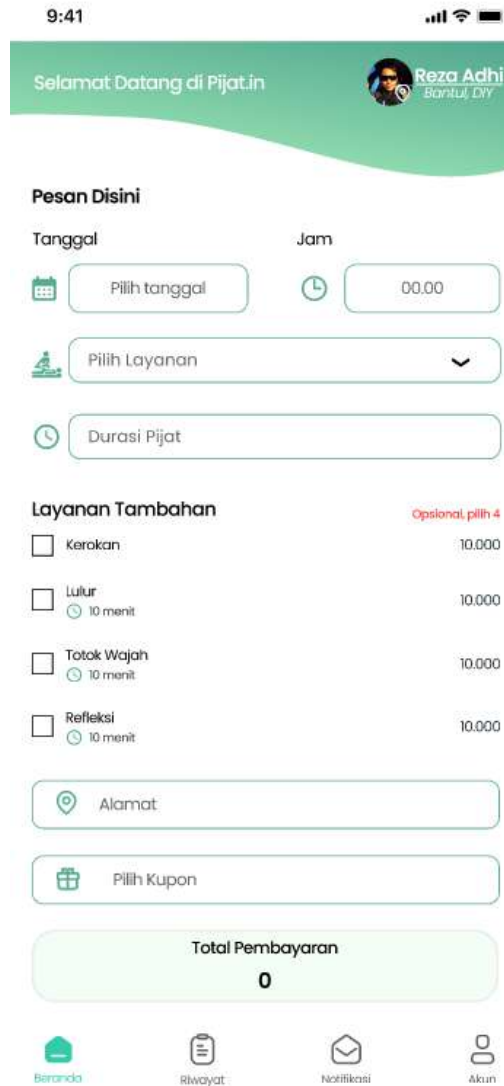 9:41
Selamat Datang di Pijat.in
Reza Adhi
Bantul, DIY
Pesan Disini
Tanggal
Jam
Pilih tanggal
00.00
Pilih Layanan
Durasi Pijat
Layanan Tambahan
Opsional, pilih 4
Kerokan
10.000
Lulur
10 menit
10.000
Totok Wajah
10 menit
10.000
Refleksi
10 menit
10.000
Alamat
Pilih Kupon
Total Pembayaran
0
Beranda
Riwayat
Notifikasi
Akun